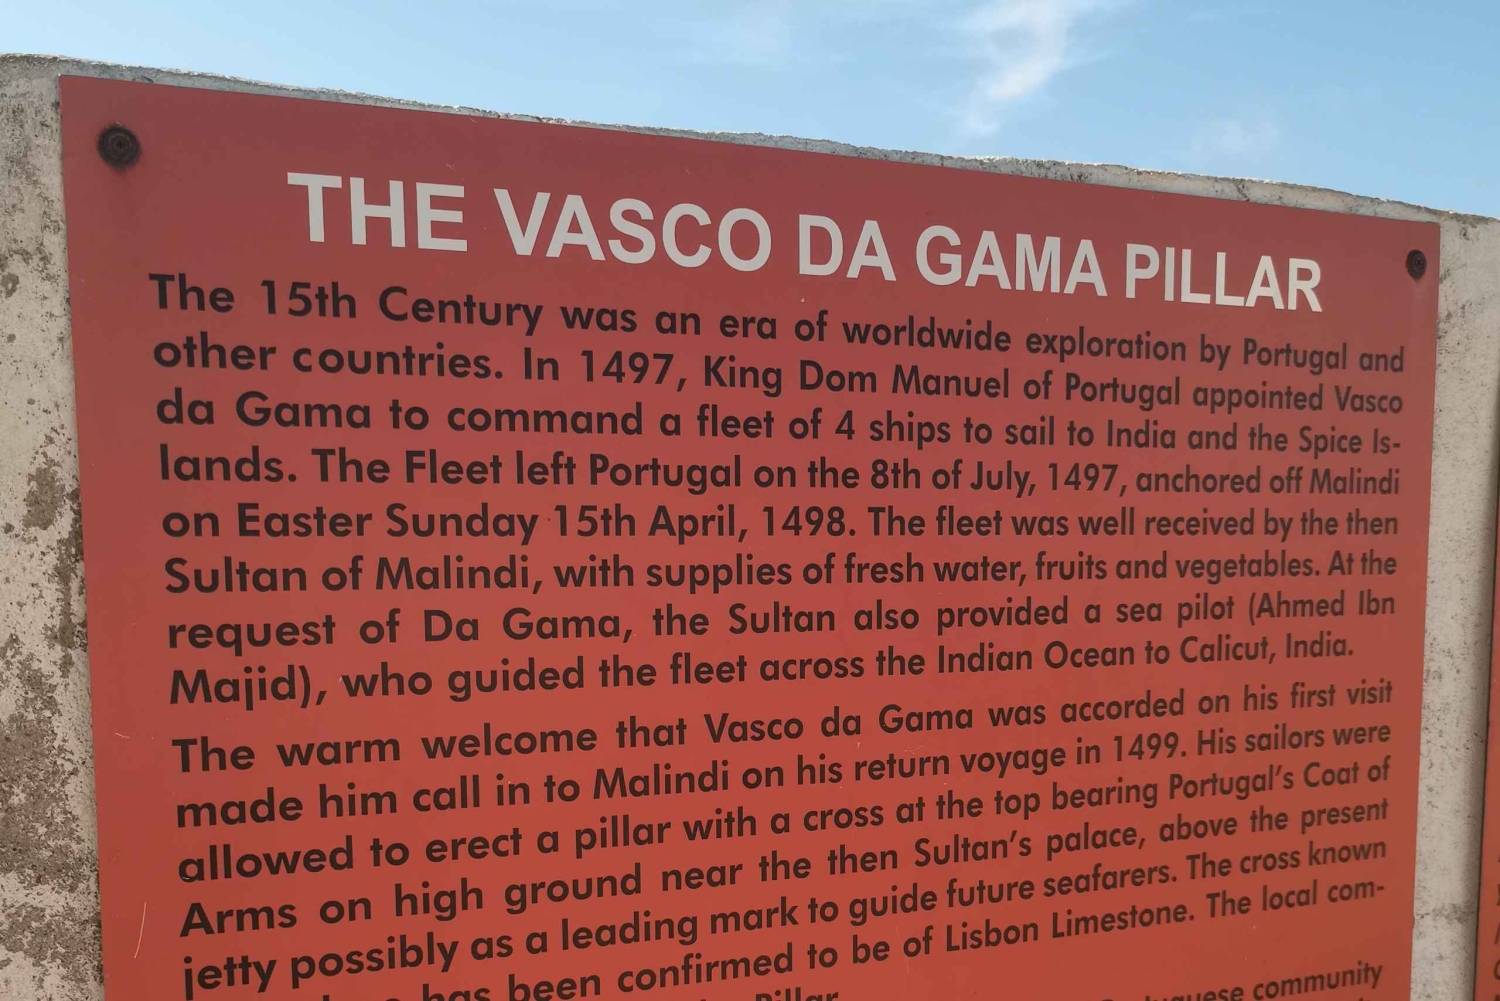 THE VASCO DA GAMA PILLAR
The 15th Century was an era of worldwide exploration by Portugal and
other countries. In 1497, King Dom Manuel of Portugal appointed Vasco
da Gama to command a fleet of 4 ships to sail to India and the Spice Is-
lands. The Fleet left Portugal on the 8th of July, 1497, anchored off Malindi
on Easter Sunday 15th April, 1498. The fleet was well received by the then
Sultan of Malindi, with supplies of fresh water, fruits and vegetables. At the
request of Da Gama, the Sultan also provided a sea pilot (Ahmed Ibn
Majid), who guided the fleet across the Indian Ocean to Calicut, India.
The warm welcome that Vasco da Gama was accorded on his first visit
made him call in to Malindi on his return voyage in 1499. His sailors were
allowed to erect a pillar with a cross at the top bearing Portugal's Coat of
Arms on high ground near the then Sultan's palace, above the present
jetty possibly as a leading mark to guide future seafarers. The cross known
has been confirmed to be of Lisbon Limestone. The local com-
Pillar community